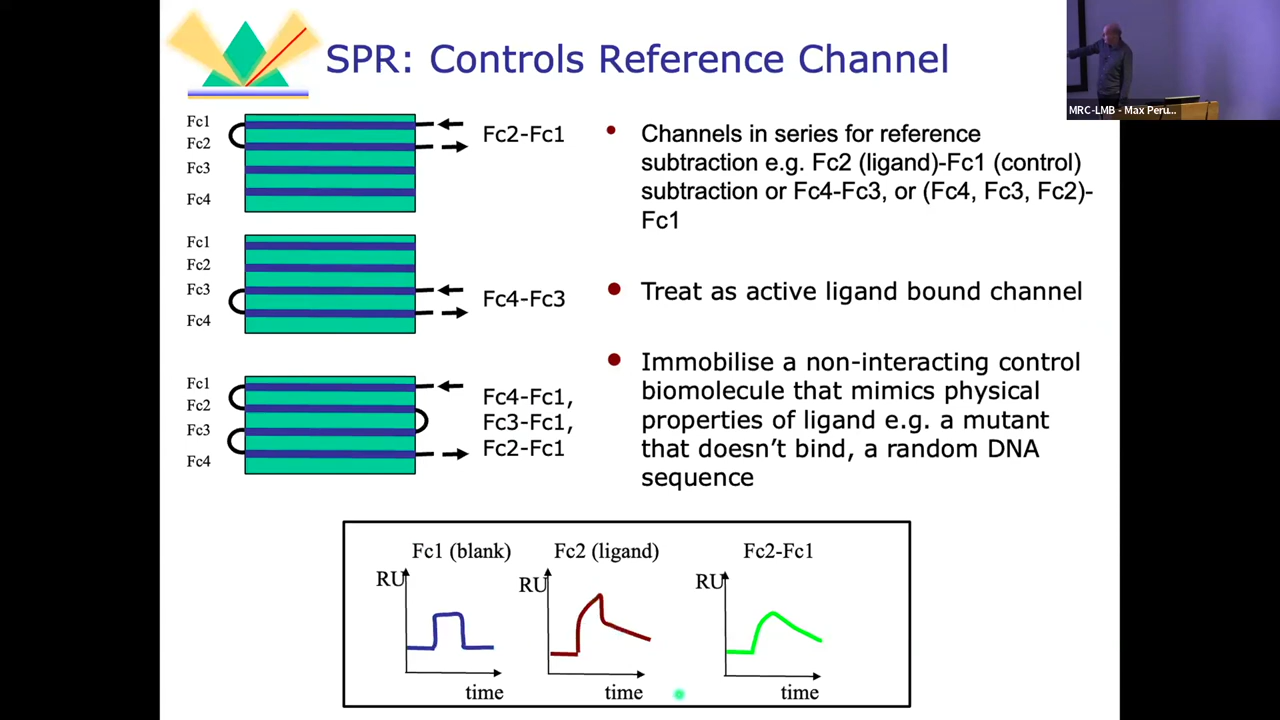 SPR: Controls Reference Channel
MRC-LMB - Max Peru...
Fc1
Fc2
Fc3
Fc4
Fc2-Fc1
Fc1
Fc2
Fc3
Fc4
Fc4-Fc3
Fc1
Fc2
Fc3
Fc4
Fc4-Fc1,
Fc3-Fc1,
Fc2-Fc1
• Channels in series for reference
subtraction e.g. Fc2 (ligand)-Fc1 (control)
subtraction or Fc4-Fc3, or (Fc4, Fc3, Fc2)-
Fc1
• Treat as active ligand bound channel
• Immobilise a non-interacting control
biomolecule that mimics physical
properties of ligand e.g. a mutant
that doesn't bind, a random DNA
sequence
Fc1 (blank)
RU
time
Fc2 (ligand)
RU
time
Fc2-Fc1
RU
time